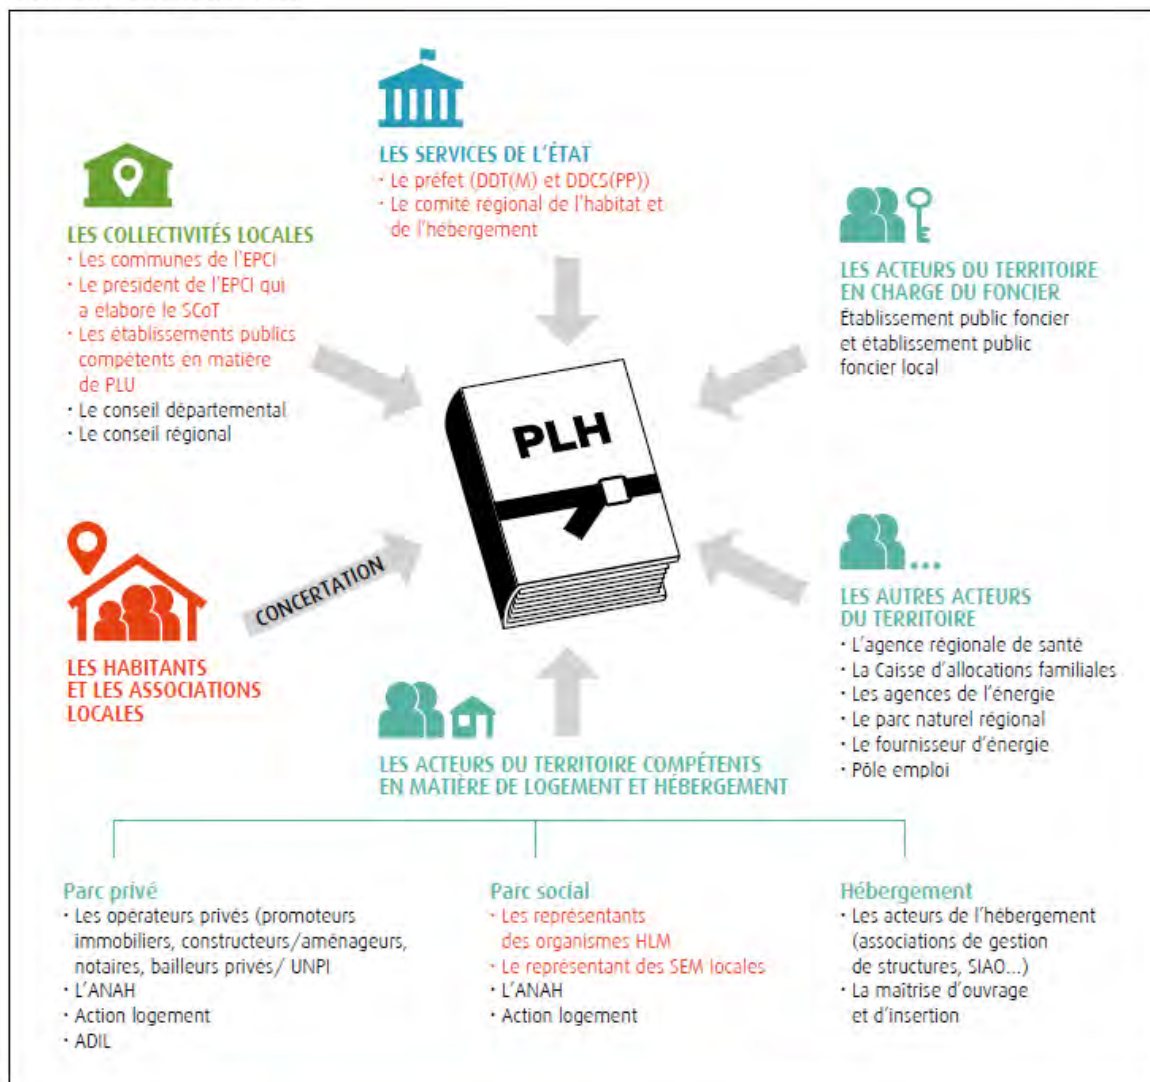 LES SERVICES DE L'ÉTAT
· Le préfet (DDT(M) et DDCS(PP))
· Le comité régional de l'habitat et
de l'hébergement
LES COLLECTIVITÉS LOCALES
· Les communes de l'EPCI
· Le président de l'EPCI qui
a élaboré le SCoT
· Les établissements publics
compétents en matière
de PLU
· Le conseil départemental
· Le conseil régional
LES ACTEURS DU TERRITOIRE
EN CHARGE DU FONCIER
Établissement public foncier
et établissement public
foncier local
PLH
CONCERTATION
LES HABITANTS
ET LES ASSOCIATIONS
LOCALES
LES AUTRES ACTEURS
DU TERRITOIRE
· L'agence régionale de santé
· La Caisse d'allocations familiales
· Les agences de l'énergie
· Le parc naturel régional
· Le fournisseur d'énergie
· Pôle emploi
LES ACTEURS DU TERRITOIRE COMPÉTENTS
EN MATIÈRE DE LOGEMENT ET HÉBERGEMENT
Parc privé
· Les opérateurs privés (promoteurs
immobiliers, constructeurs/aménageurs,
notaires, bailleurs privés/ UNPI
· L'ANAH
· Action logement
· ADIL
Parc social
· Les représentants
des organismes HLM
· Le représentant des SEM locales
· L'ANAH
· Action logement
Hébergement
· Les acteurs de l'hébergement
(associations de gestion
de structures, SIAO...)
· La maîtrise d'ouvrage
et d'insertion